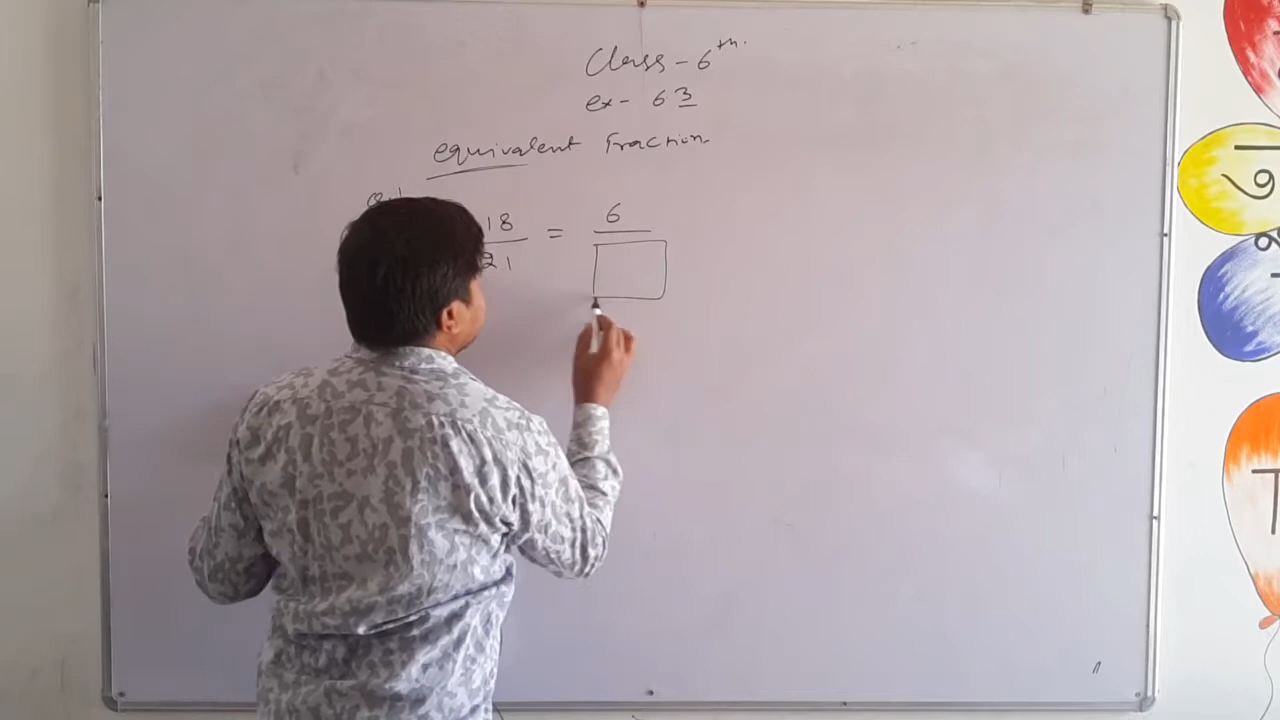 Class - 6th.
ex - 6 3
equivalent Fraction
18 = 6
21